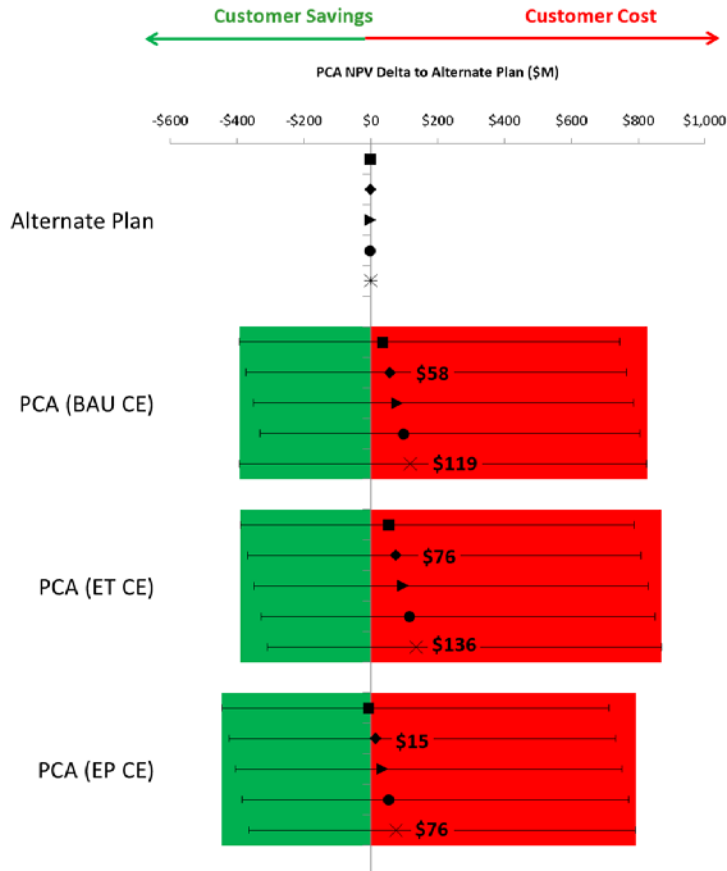 Customer Savings Customer Cost
PCA NPV Delta to Alternate Plan ($M)
-$600 -$400 -$200 $0 $200 $400 $600 $800 $1,000
Alternate Plan
$58
PCA (BAU CE)
$119
$76
PCA (ET CE)
$136
$15
PCA (EP CE)
$76